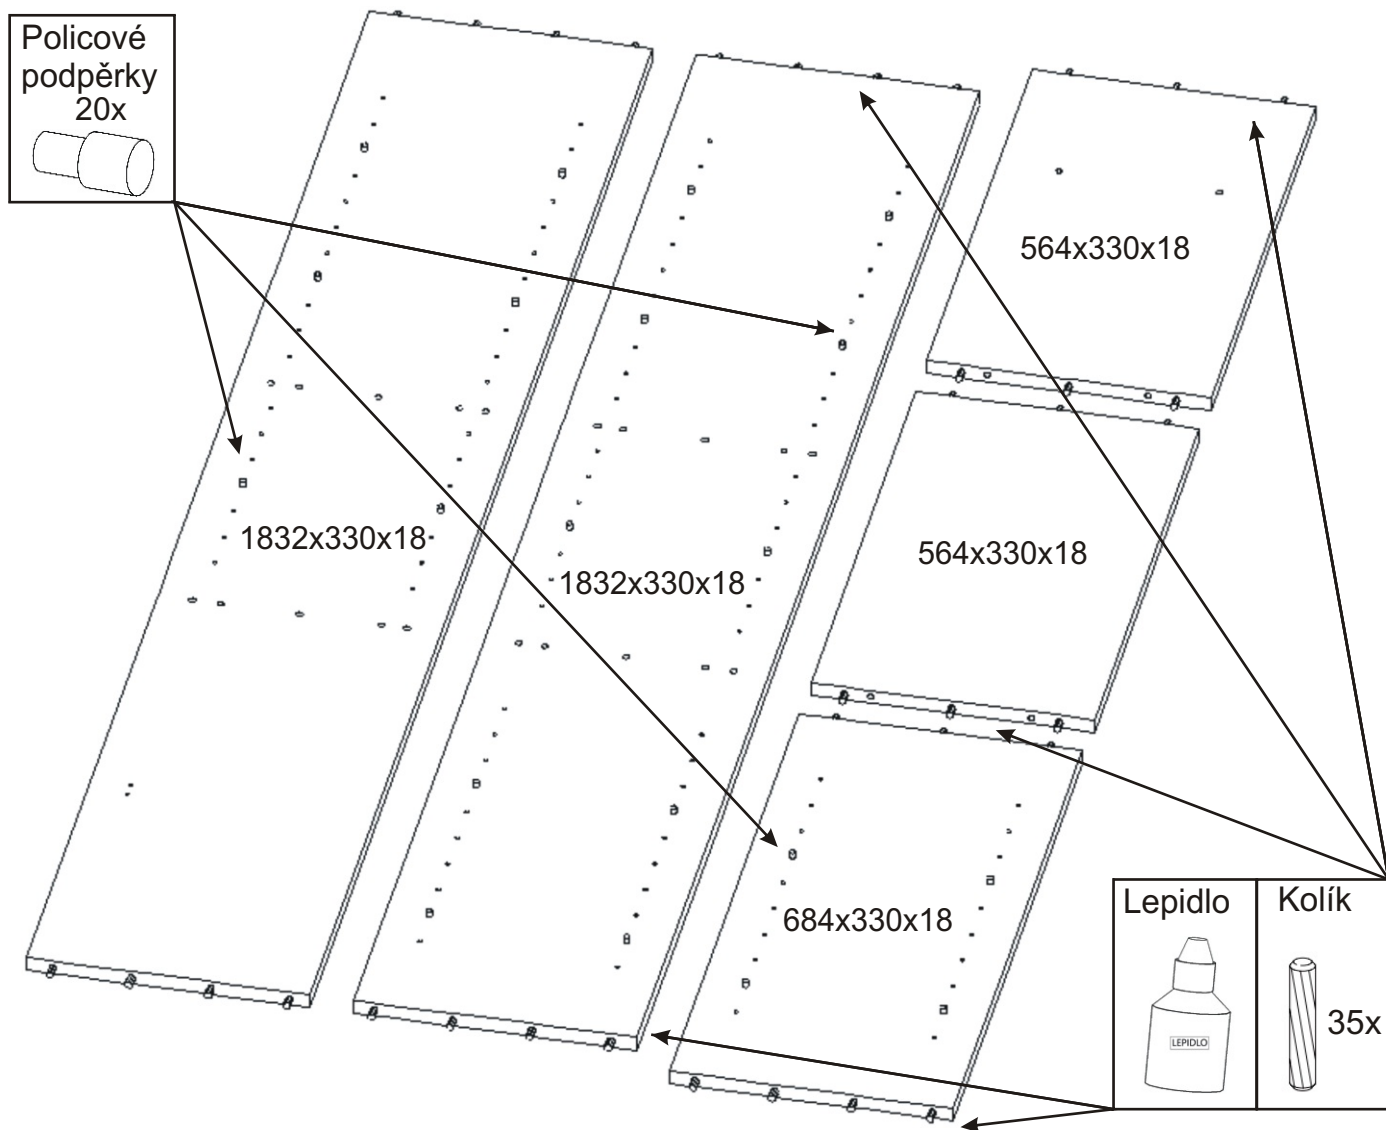 Policové
podpěrky
20x
564x330x18
1832x330x18
564x330x18
1832x330x18
684x330x18
Lepidlo
Kolík
LEPIDLO
35x